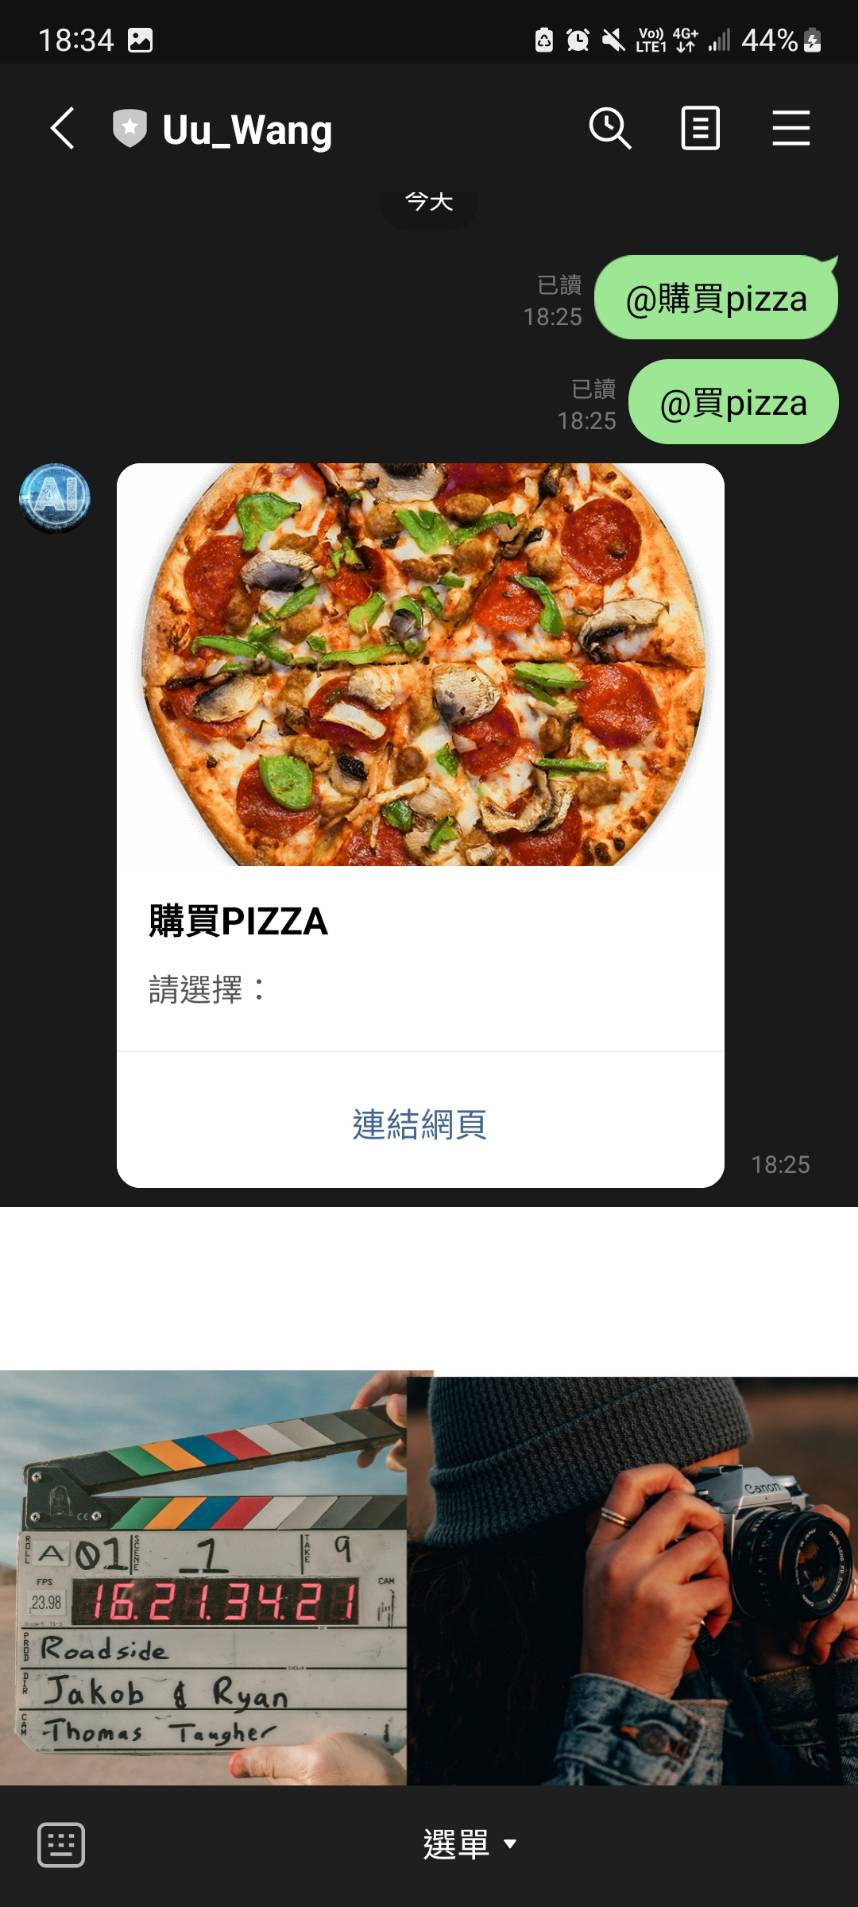 18:34
Vo)) LTE1 4G+ 44%
Uu_Wang
今天
已讀
18:25
@購買pizza
已讀
18:25
@買pizza
AI
購買PIZZA
請選擇：
連結網頁
18:25
ROLL A 01 SCENE 1 TAKE 9
FPS 23.98 16.21.34.21 CAM
PROD Roadside
DIR Jakob & Ryan
CAM Thomas Taugher
Canon
選單